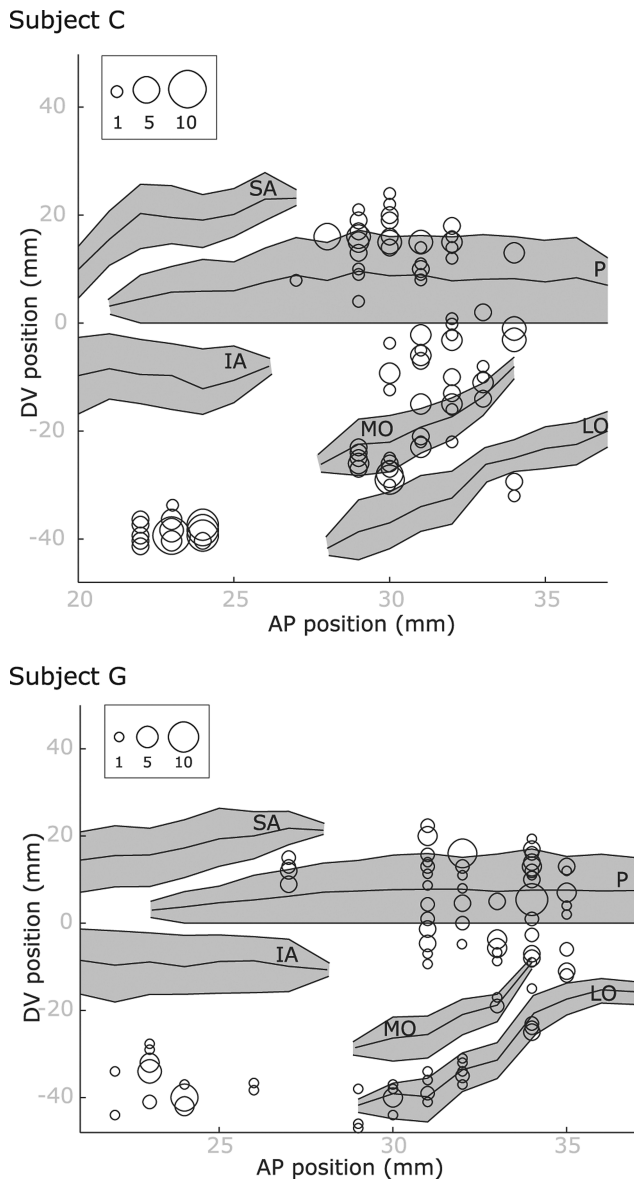 Subject C
40
20
0
-20
-40
DV position (mm)
1 5 10
SA
P
IA
MO
LO
20 25 30 35
AP position (mm)
Subject G
40
20
0
-20
-40
DV position (mm)
1 5 10
SA
P
IA
MO
LO
25 30 35
AP position (mm)